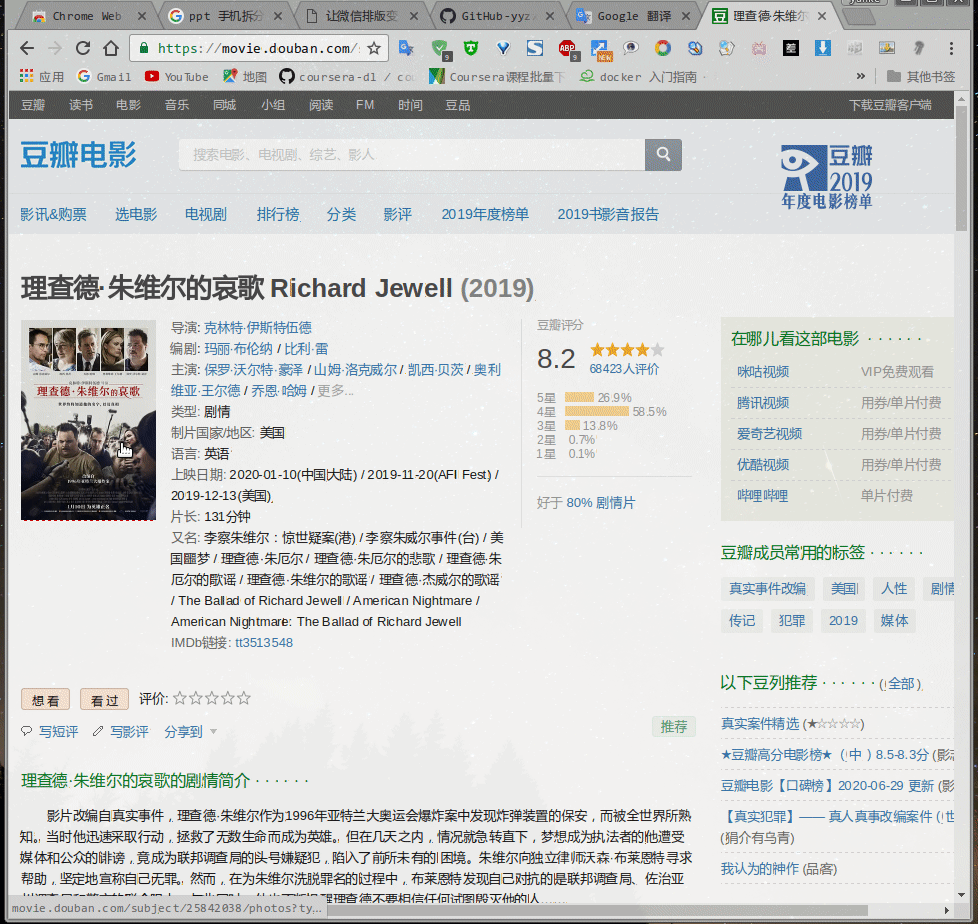 Chrome Web
ppt 手机拆分
让微信排版变
GitHub-yyz
Google 翻译
理查德·朱维尔
https://movie.douban.com/
应用
Gmail
YouTube
地图
coursera-dl / co
Coursera课程批量下
docker 入门指南
»
其他书签
豆瓣 读书 电影 音乐 同城 小组 阅读 FM 时间 豆品
下载豆瓣客户端
豆瓣电影
搜索电影、电视剧、综艺、影人
豆瓣
2019
年度电影榜单
影讯&购票 选电影 电视剧 排行榜 分类 影评 2019年度榜单 2019书影音报告
理查德·朱维尔的哀歌 Richard Jewell (2019)
理查德·朱维尔的哀歌
导演: 克林特·伊斯特伍德
编剧: 玛丽·布伦纳 / 比利·雷
主演: 保罗·沃尔特·豪泽 / 山姆·洛克威尔 / 凯西·贝茨 / 奥利
维亚·王尔德 / 乔恩·哈姆 / 更多...
类型: 剧情
制片国家/地区: 美国
语言: 英语
上映日期: 2020-01-10(中国大陆) / 2019-11-20(AFI Fest) /
2019-12-13(美国)
片长: 131分钟
又名: 李察朱维尔：惊世疑案(港) / 李察朱威尔事件(台) / 美
国噩梦 / 理查德·朱厄尔 / 理查德·朱厄尔的悲歌 / 理查德·朱
厄尔的歌谣 / 理查德·朱维尔的歌谣 / 理查德·杰威尔的歌谣
/ The Ballad of Richard Jewell / American Nightmare /
American Nightmare: The Ballad of Richard Jewell
IMDb链接: tt3513548
豆瓣评分
8.2
68423人评价
5星 26.9%
4星 58.5%
3星 13.8%
2星 0.7%
1星 0.1%
好于 80% 剧情片
想看 看过 评价:
写短评 写影评 分享到
推荐
理查德·朱维尔的哀歌的剧情简介 · · · · · ·
影片改编自真实事件，理查德·朱维尔作为1996年亚特兰大奥运会爆炸案中发现炸弹装置的保安，而被全世界所熟
知。当时他迅速采取行动，拯救了无数生命而成为英雄。但在几天之内，情况就急转直下，梦想成为执法者的他遭受
媒体和公众的诽谤，竟成为联邦调查局的头号嫌疑犯，陷入了前所未有的困境。朱维尔向独立律师沃森·布莱恩特寻求
帮助，坚定地宣称自己无罪。然而，在为朱维尔洗脱罪名的过程中，布莱恩特发现自己对抗的是联邦调查局、佐治亚
理查德不要相信任何试图毁灭他的人......
在哪儿看这部电影 · · · · · ·
咪咕视频 VIP免费观看
腾讯视频 用券/单片付费
爱奇艺视频 用券/单片付费
优酷视频 用券/单片付费
哔哩哔哩 单片付费
豆瓣成员常用的标签 · · · · · ·
真实事件改编 美国 人性 剧情
传记 犯罪 2019 媒体
以下豆列推荐 · · · · · · (全部)
真实案件精选 (★☆☆☆☆)
★豆瓣高分电影榜★ （中）8.5-8.3分 (影志
豆瓣电影【口碑榜】2020-06-29 更新 (影
【真实犯罪】—— 真人真事改编案件（世
(狷介有乌青)
我认为的神作 (品客)
movie.douban.com/subject/25842038/photos?ty...